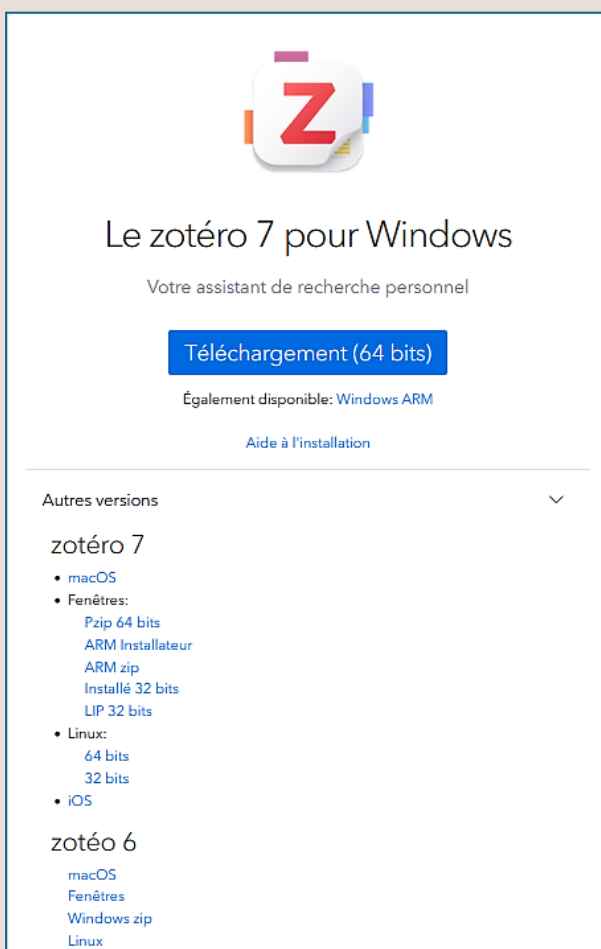 Z
Le zotéro 7 pour Windows
Votre assistant de recherche personnel
Téléchargement (64 bits)
Également disponible: Windows ARM
Aide à l'installation
Autres versions
zotéro 7
• macOS
• Fenêtres:
Pzip 64 bits
ARM Installateur
ARM zip
Installé 32 bits
LIP 32 bits
• Linux:
64 bits
32 bits
• iOS
zotéo 6
macOS
Fenêtres
Windows zip
Linux